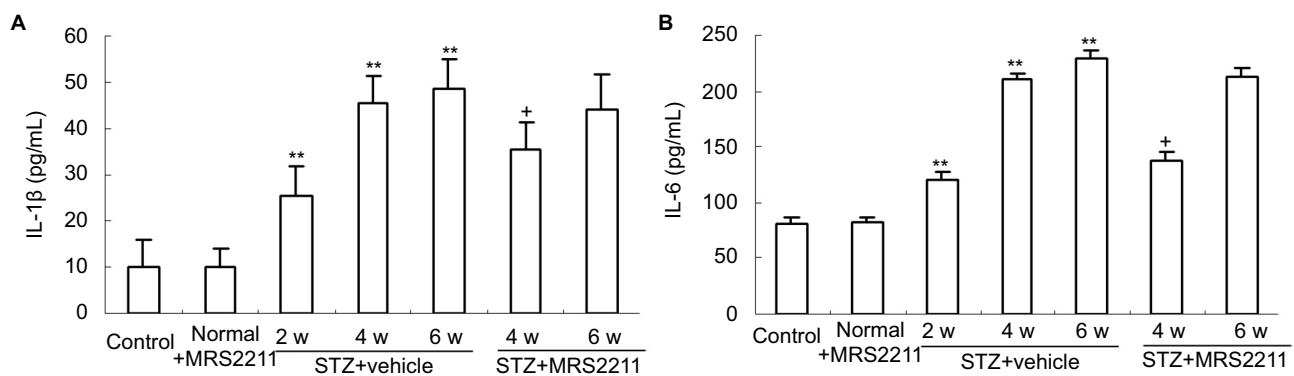 A
IL-1β (pg/mL)
60
50
40
30
20
10
0
**
**
**
+
Control
Normal
+MRS2211
2 w
4 w
6 w
4 w
6 w
STZ+vehicle
STZ+MRS2211
B
IL-6 (pg/mL)
250
200
150
100
50
0
**
**
**
+
Control
Normal
+MRS2211
2 w
4 w
6 w
4 w
6 w
STZ+vehicle
STZ+MRS2211